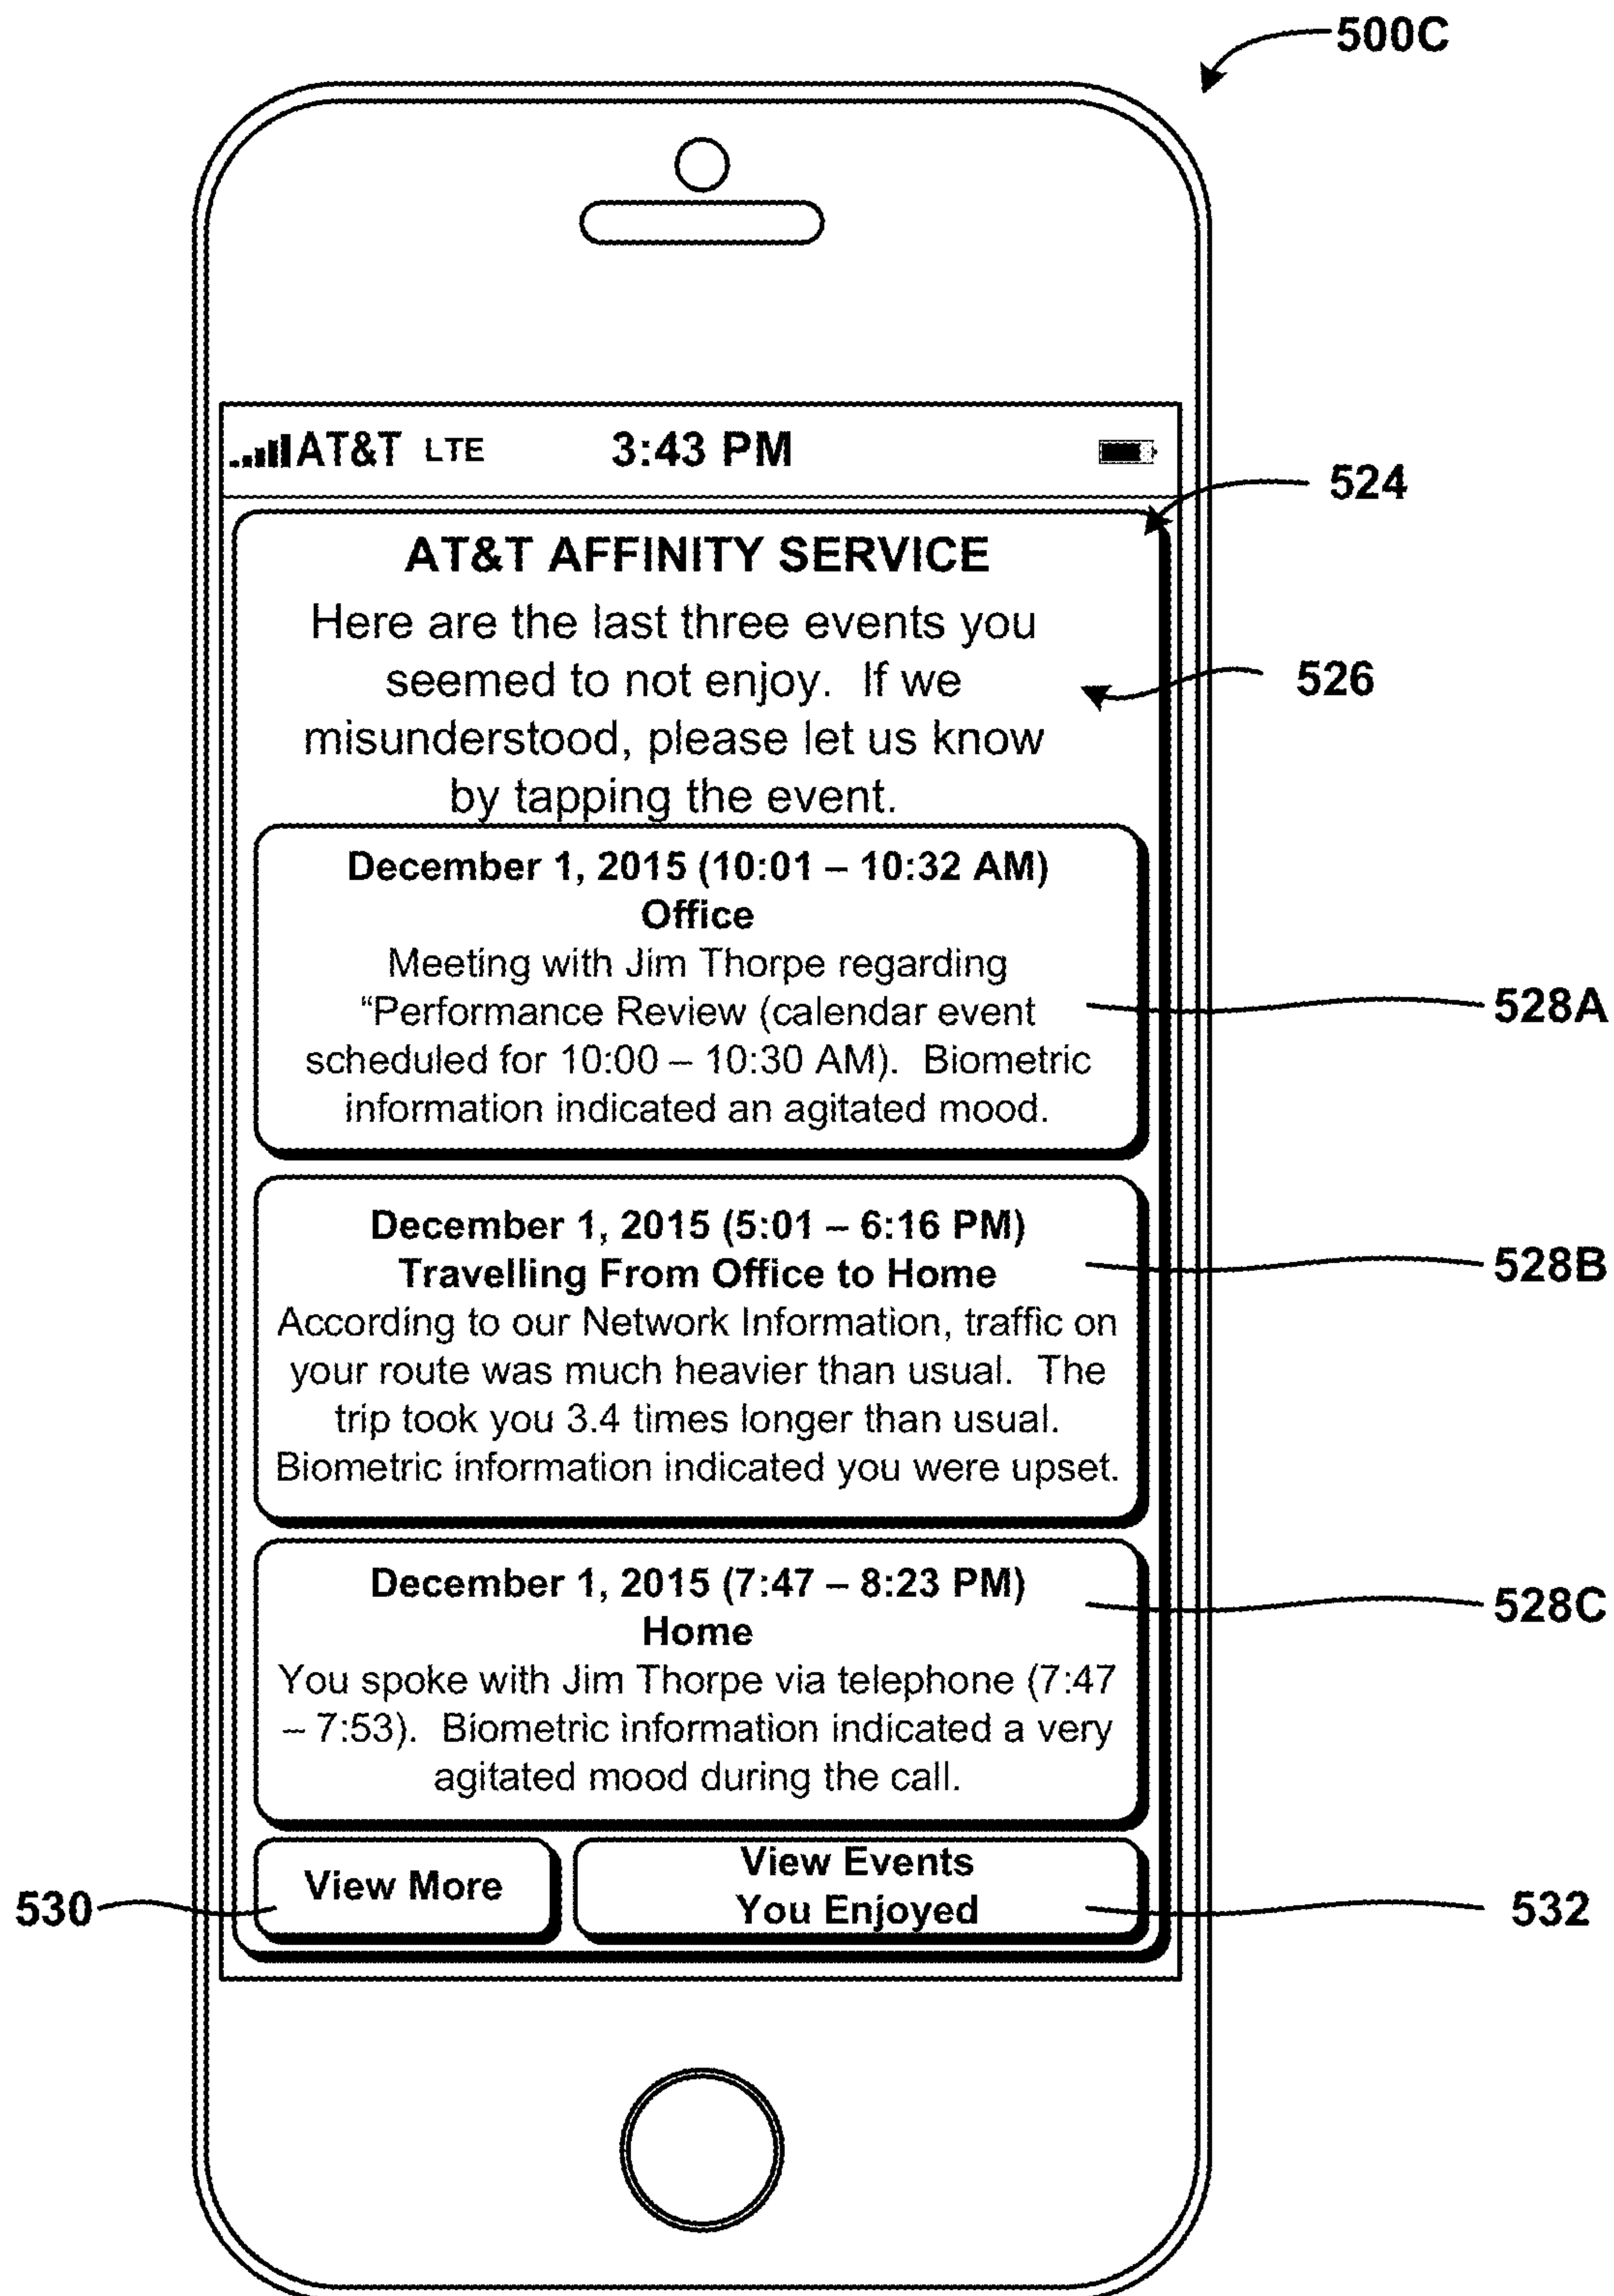 500C
AT&T LTE 3:43 PM
524
AT&T AFFINITY SERVICE
Here are the last three events you
seemed to not enjoy. If we
526
misunderstood, please let us know
by tapping the event.
December 1, 2015 (10:01 – 10:32 AM)
Office
Meeting with Jim Thorpe regarding
“Performance Review (calendar event
528A
scheduled for 10:00 – 10:30 AM). Biometric
information indicated an agitated mood.
December 1, 2015 (5:01 – 6:16 PM)
528B
Travelling From Office to Home
According to our Network Information, traffic on
your route was much heavier than usual. The
trip took you 3.4 times longer than usual.
Biometric information indicated you were upset.
December 1, 2015 (7:47 – 8:23 PM)
528C
Home
You spoke with Jim Thorpe via telephone (7:47
– 7:53). Biometric information indicated a very
agitated mood during the call.
View More
View Events
You Enjoyed
530
532